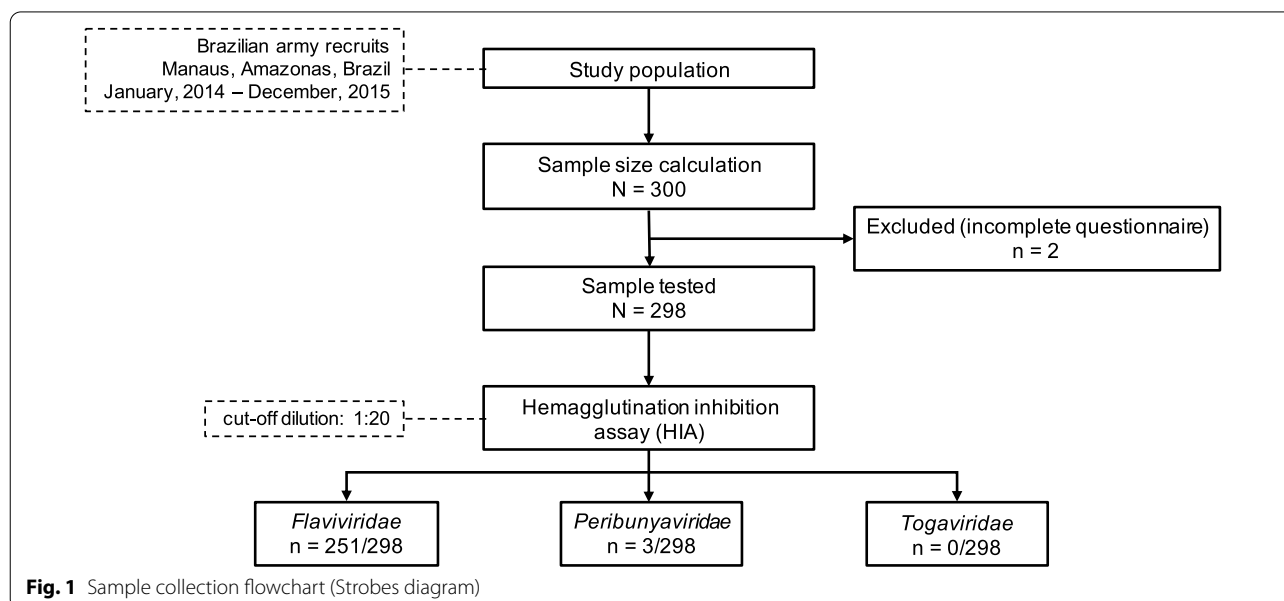 Brazilian army recruits
Manaus, Amazonas, Brazil
January, 2014 – December, 2015
Study population
Sample size calculation
N = 300
Excluded (incomplete questionnaire)
n = 2
Sample tested
N = 298
cut-off dilution: 1:20
Hemagglutination inhibition
assay (HIA)
Flaviviridae
n = 251/298
Peribunyaviridae
n = 3/298
Togaviridae
n = 0/298
Fig. 1 Sample collection flowchart (Strobes diagram)